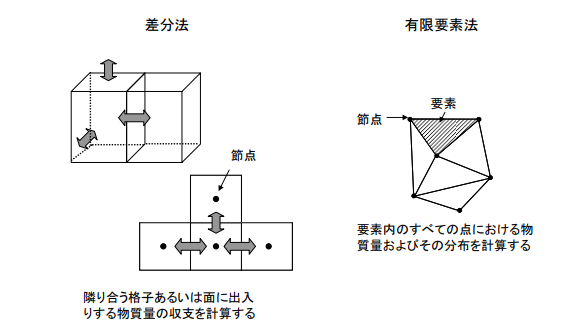 差分法
節点
隣り合う格子あるいは面に出入
りする物質量の収支を計算する
有限要素法
要素
節点
要素内のすべての点における物
質量およびその分布を計算する